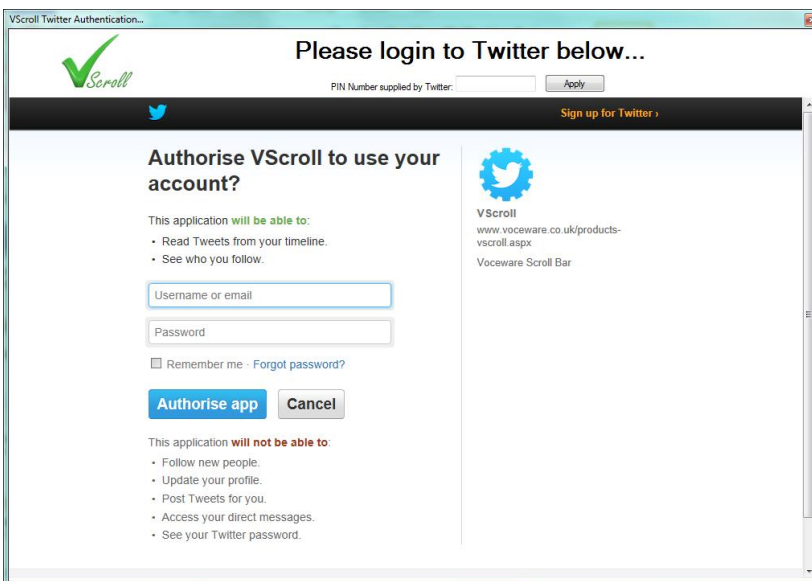 VScroll Twitter Authentication...
VScroll
Please login to Twitter below...
PIN Number supplied by Twitter:
Apply
Sign up for Twitter ›
Authorise VScroll to use your
account?
This application will be able to:
• Read Tweets from your timeline.
• See who you follow.
Username or email
Password
Remember me · Forgot password?
Authorise app
Cancel
This application will not be able to:
• Follow new people.
• Update your profile.
• Post Tweets for you.
• Access your direct messages.
• See your Twitter password.
VScroll
www.voceware.co.uk/products-
vscroll.aspx
Voceware Scroll Bar